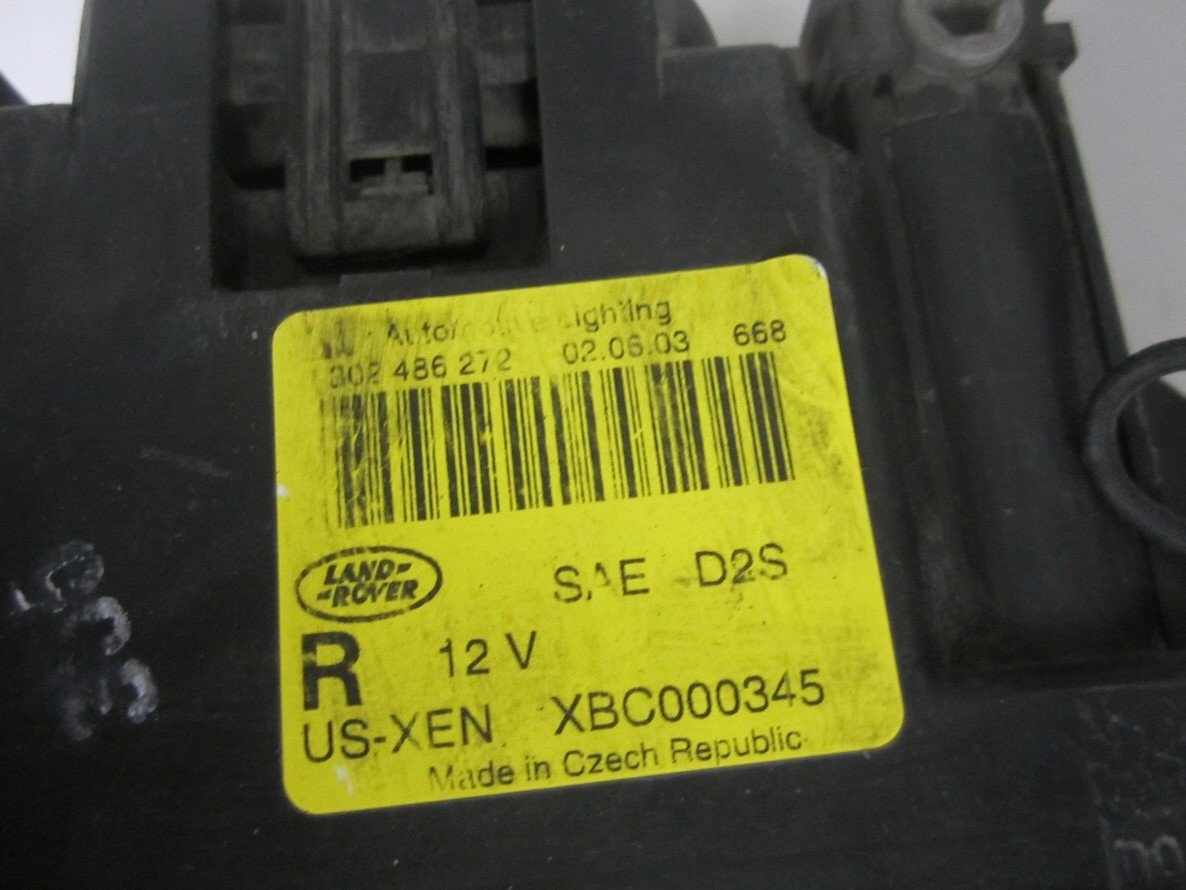 Automotive Lighting
302 486 272 02.06.03 668
LAND-
-ROVER
SAE D2S
R 12 V
US-XEN XBC000345
Made in Czech Republic